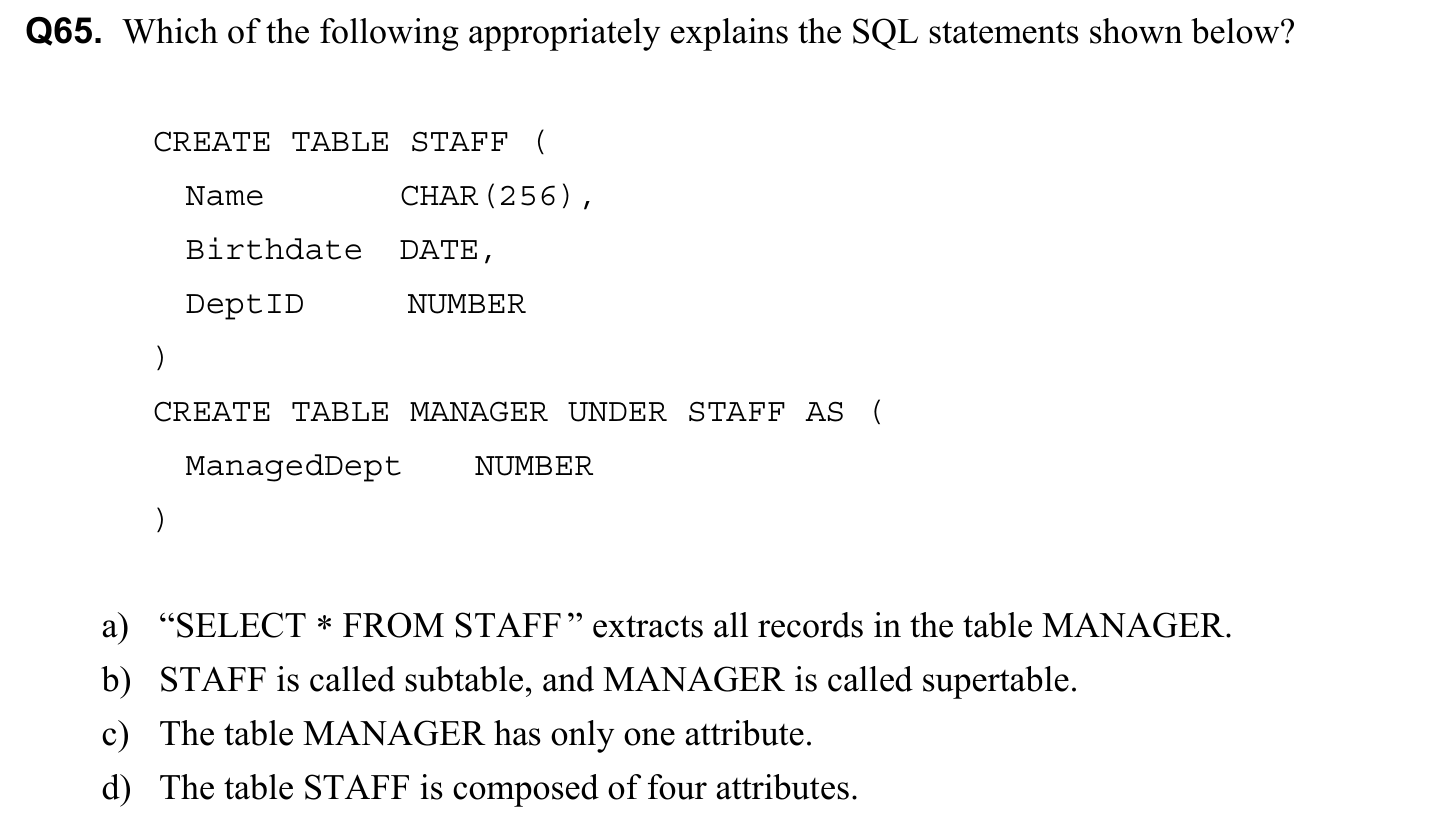 Q65. Which of the following appropriately explains the SQL statements shown below?
CREATE TABLE STAFF (
Name CHAR(256),
Birthdate DATE,
DeptID NUMBER
)
CREATE TABLE MANAGER UNDER STAFF AS (
ManagedDept NUMBER
)
a) “SELECT * FROM STAFF” extracts all records in the table MANAGER.
b) STAFF is called subtable, and MANAGER is called supertable.
c) The table MANAGER has only one attribute.
d) The table STAFF is composed of four attributes.